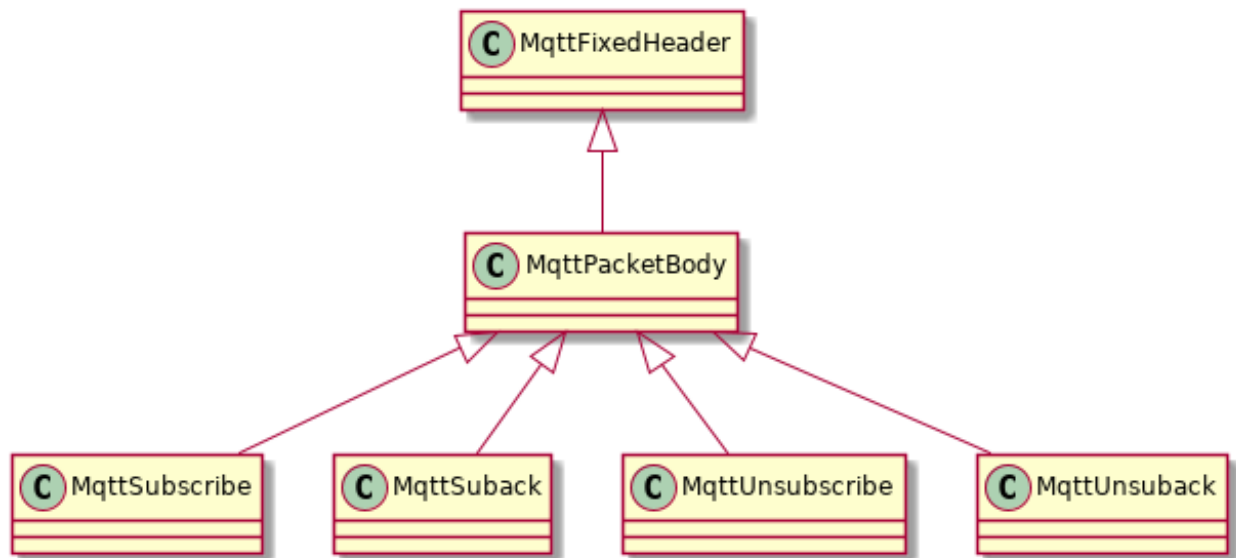 C MqttFixedHeader
C MqttPacketBody
C MqttSubscribe
C MqttSuback
C MqttUnsubscribe
C MqttUnsuback